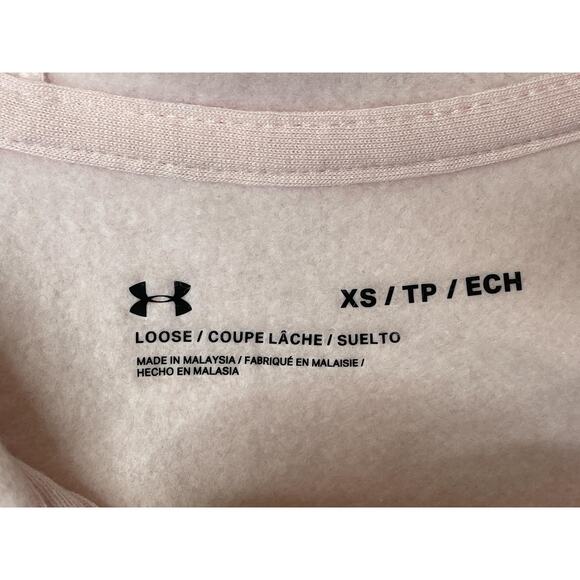 XS / TP / ECH
LOOSE / COUPE LÂCHE / SUELTO
MADE IN MALAYSIA / FABRIQUÉ EN MALAISIE /
HECHO EN MALASIA